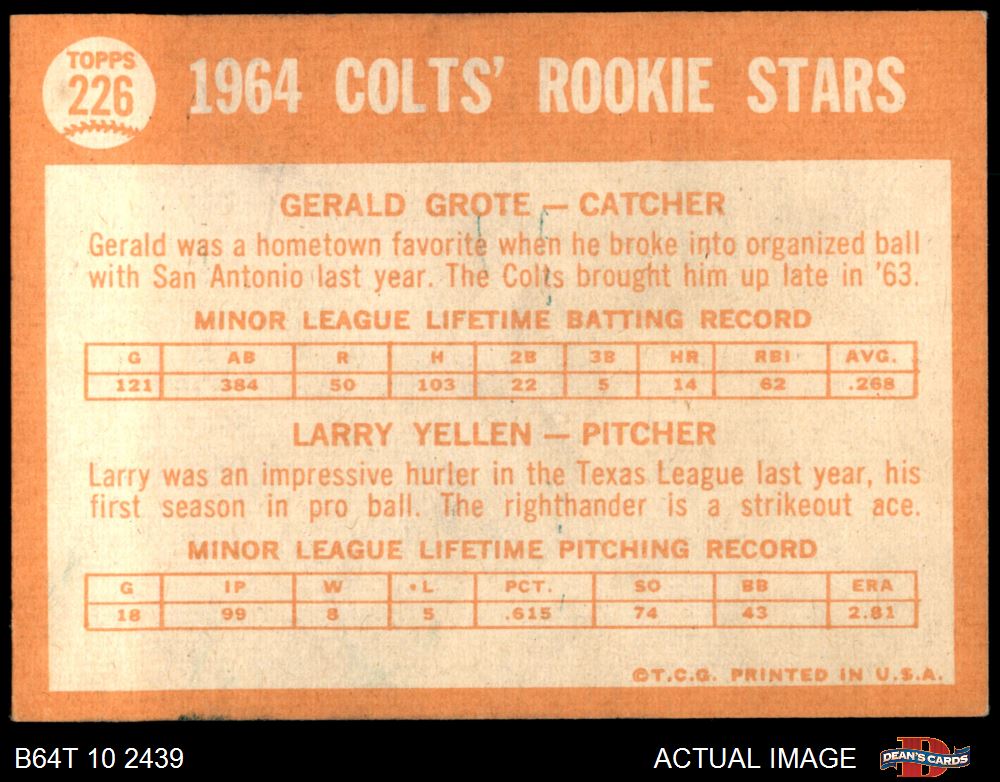 TOPPS
226
1964 COLTS' ROOKIE STARS
GERALD GROTE — CATCHER
Gerald was a hometown favorite when he broke into organized ball
with San Antonio last year. The Colts brought him up late in '63.
MINOR LEAGUE LIFETIME BATTING RECORD
G AB R H 2B 3B HR RBI AVG.
121 384 50 103 22 5 14 62 .268
LARRY YELLEN — PITCHER
Larry was an impressive hurler in the Texas League last year, his
first season in pro ball. The righthander is a strikeout ace.
MINOR LEAGUE LIFETIME PITCHING RECORD
G IP W L PCT. SO BB ERA
18 99 8 5 .615 74 43 2.81
©T.C.G. PRINTED IN U.S.A.
B64T 10 2439
ACTUAL IMAGE
D
DEAN'S CARDS